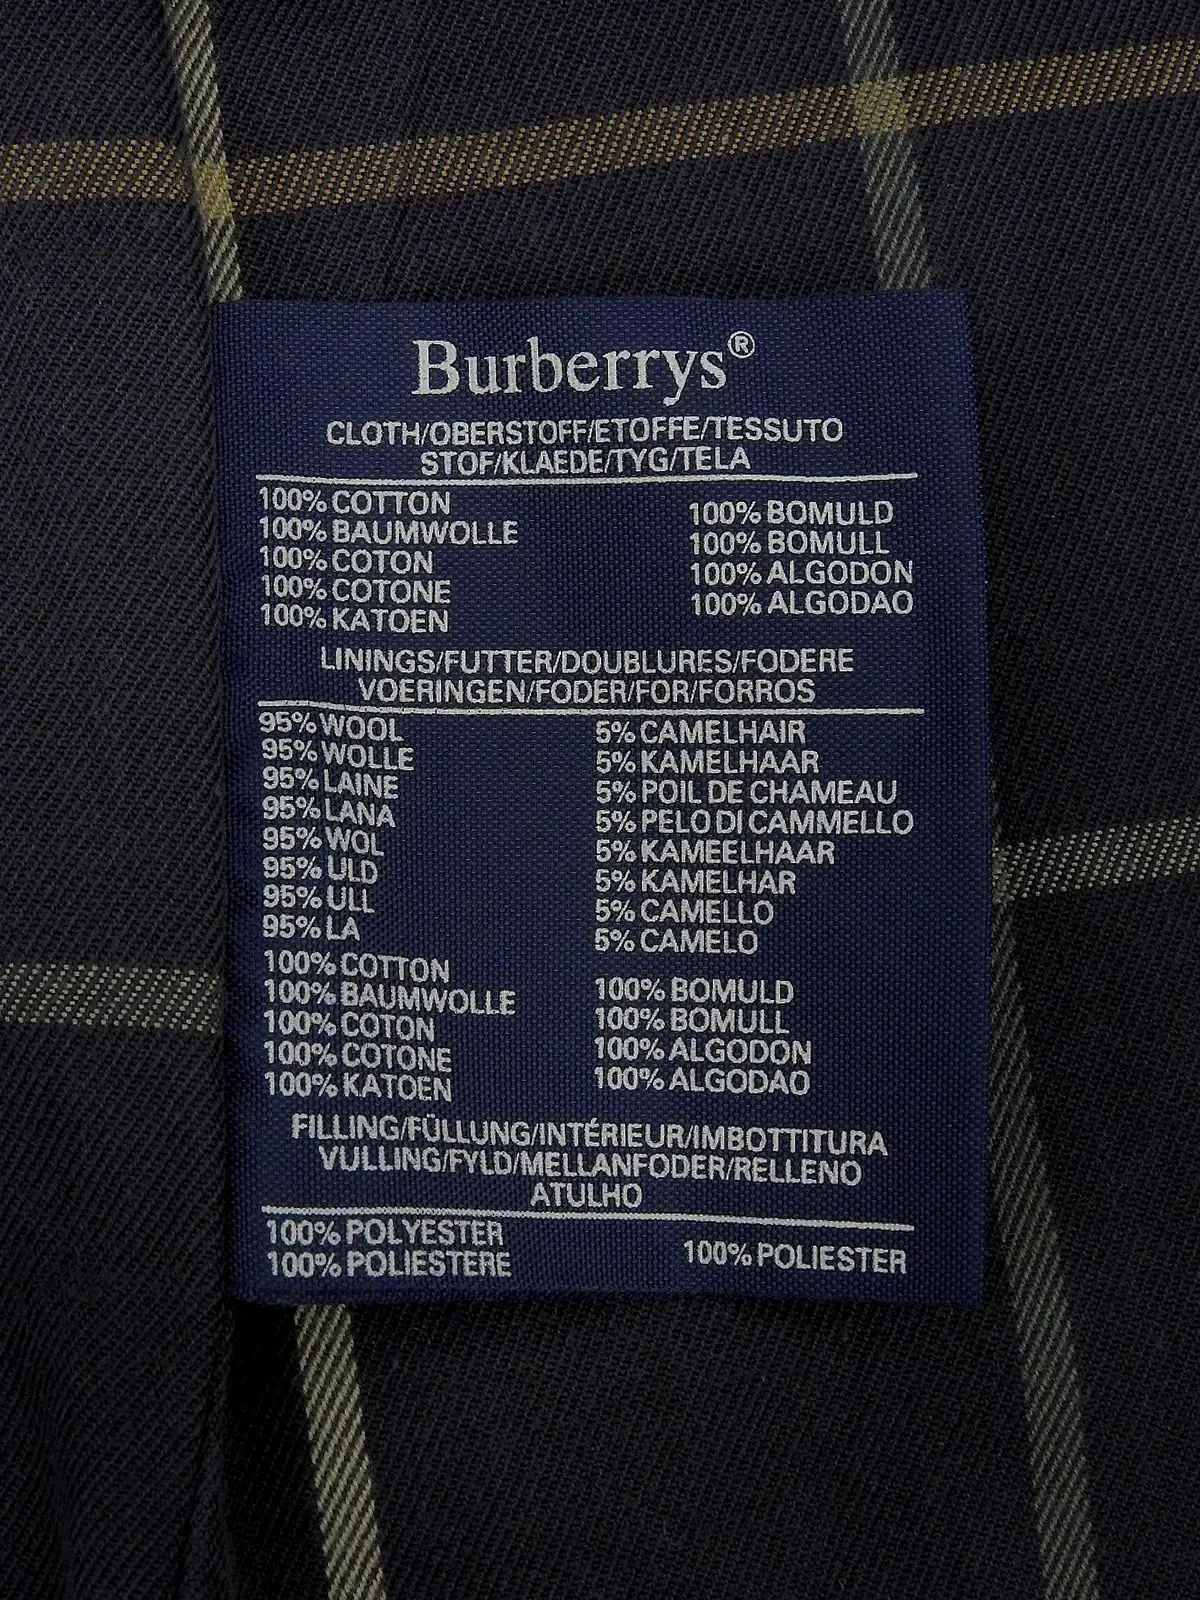 Burberrys®
CLOTH/OBERSTOFF/ETOFFE/TESSUTO
STOF/KLAEDE/TYG/TELA
100% COTTON
100% BAUMWOLLE
100% COTON
100% COTONE
100% KATOEN
100% BOMULD
100% BOMULL
100% ALGODON
100% ALGODAO
LININGS/FUTTER/DOUBLURES/FODERE
VOERINGEN/FODER/FOR/FORROS
95% WOOL
95% WOLLE
95% LAINE
95% LANA
95% WOL
95% ULD
95% ULL
95% LA
5% CAMELHAIR
5% KAMELHAAR
5% POIL DE CHAMEAU
5% PELO DI CAMMELLO
5% KAMEELHAAR
5% KAMELHAR
5% CAMELLO
5% CAMELO
100% COTTON
100% BAUMWOLLE
100% COTON
100% COTONE
100% KATOEN
100% BOMULD
100% BOMULL
100% ALGODON
100% ALGODAO
FILLING/FÜLLUNG/INTÉRIEUR/IMBOTTITURA
VULLING/FYLD/MELLANFODER/RELLENO
ATULHO
100% POLYESTER
100% POLIESTERE
100% POLIESTER